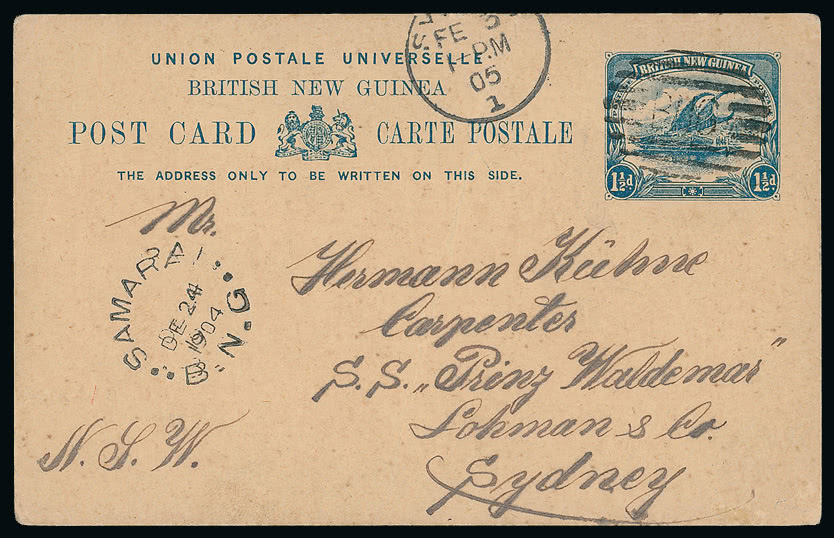 UNION POSTALE UNIVERSELLE.
BRITISH NEW GUINEA
POST CARD CARTE POSTALE
THE ADDRESS ONLY TO BE WRITTEN ON THIS SIDE.
FE
1-PM
05
1
BRITISH NEW GUINEA
1½d 1½d
Mr.
Hermann Kühne
Carpenter
S.S. „Prinz Waldemar"
Lohman & Co.
Sydney
N. S. W.
SAMARAI B.N.G.
DE 24
1904